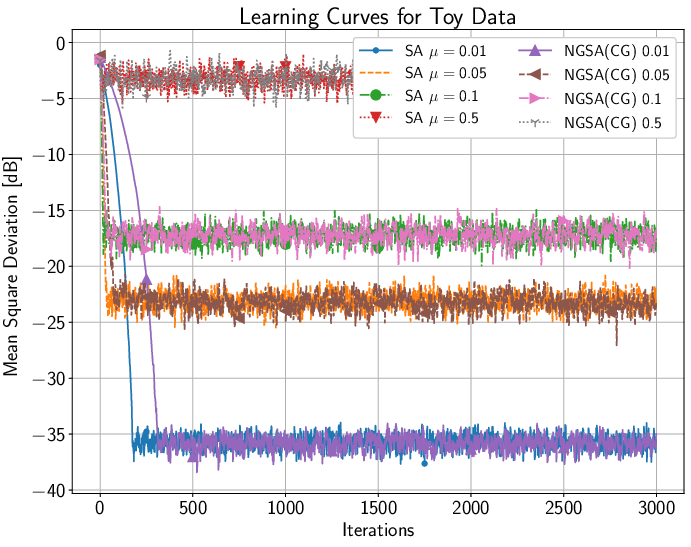 Learning Curves for Toy Data
Mean Square Deviation [dB]
0
−5
−10
−15
−20
−25
−30
−35
−40
SA μ = 0.01
SA μ = 0.05
SA μ = 0.1
SA μ = 0.5
NGSA(CG) 0.01
NGSA(CG) 0.05
NGSA(CG) 0.1
NGSA(CG) 0.5
0 500 1000 1500 2000 2500 3000
Iterations